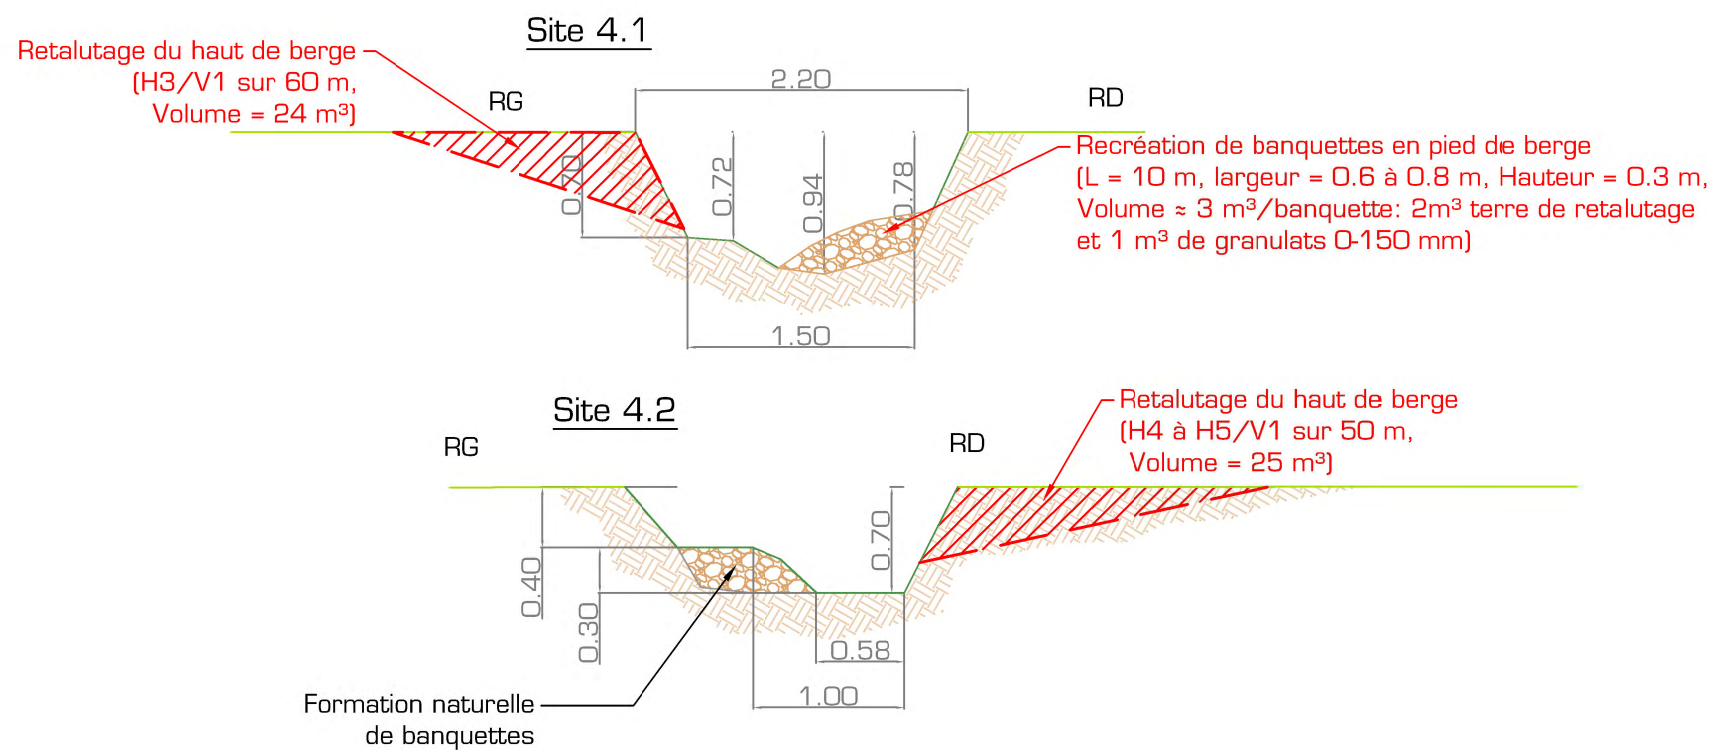 Site 4.1
Retalutage du haut de berge
(H3/V1 sur 60 m,
Volume = 24 m³)
RG
2.20
RD
0.70
0.72
0.94
0.78
Recréation de banquettes en pied de berge
(L = 10 m, largeur = 0.6 à 0.8 m, Hauteur = 0.3 m,
Volume ≈ 3 m³/banquette: 2m³ terre de retalutage
et 1 m³ de granulats 0-150 mm)
1.50
Site 4.2
RG
RD
Retalutage du haut de berge
(H4 à H5/V1 sur 50 m,
Volume = 25 m³)
0.40
0.30
0.70
0.58
1.00
Formation naturelle
de banquettes